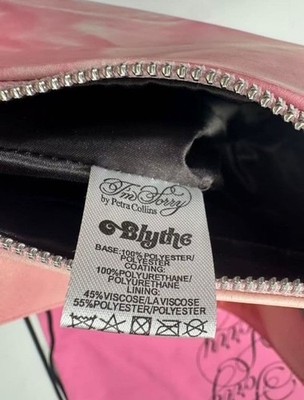 I'm Sorry
by Petra Collins
Blythe
BASE:100% POLYESTER/
POLYESTER
COATING:
100%POLYURETHANE/
POLYURETHANE
LINING:
45%VISCOSE/LA VISCOSE
55%POLYESTER/POLYESTER
Sorry